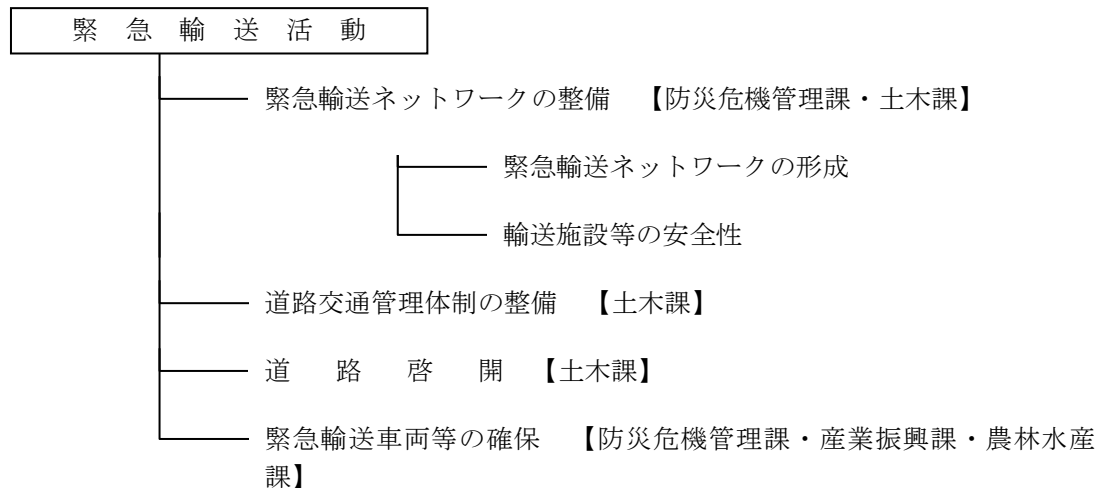 緊急輸送活動
緊急輸送ネットワークの整備　【防災危機管理課・土木課】
緊急輸送ネットワークの形成
輸送施設等の安全性
道路交通管理体制の整備　【土木課】
道路啓開　【土木課】
緊急輸送車両等の確保　【防災危機管理課・産業振興課・農林水産
課】